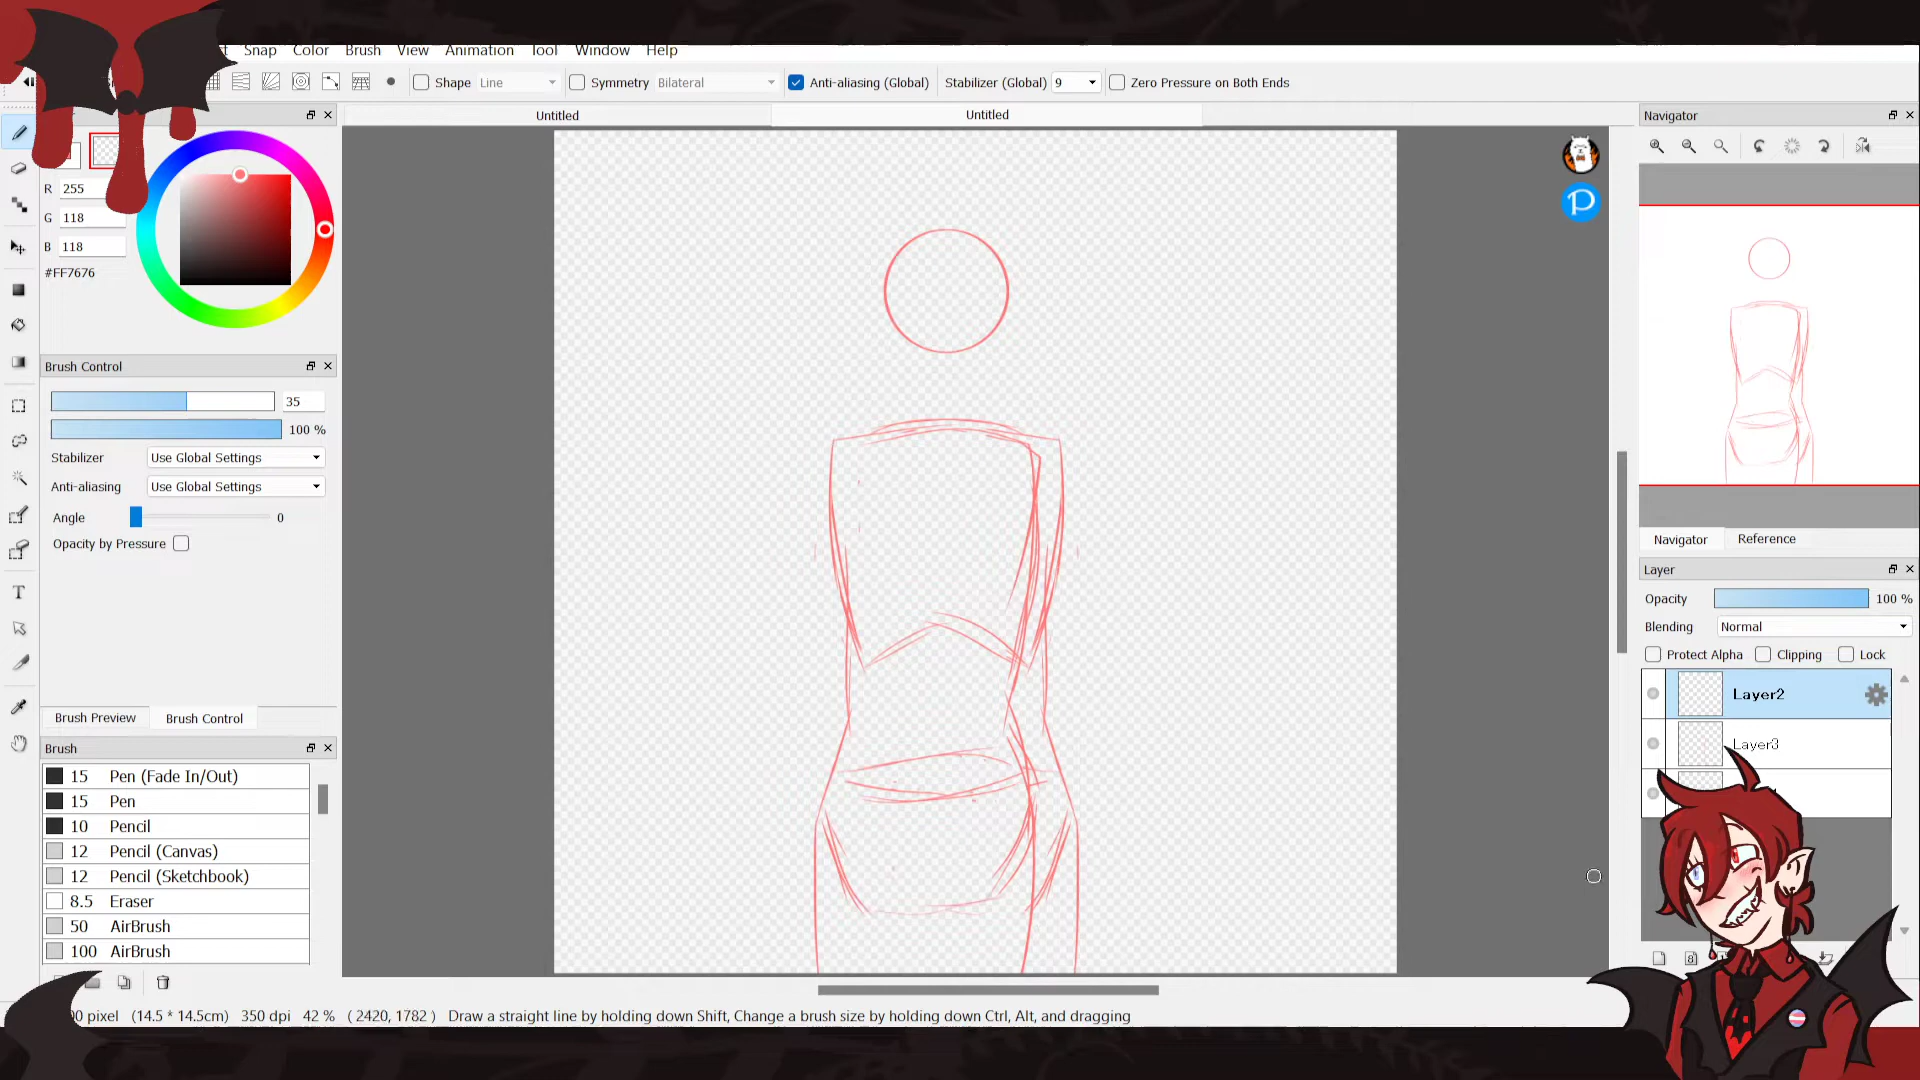 Snap Color Brush View Animation Tool Window Help
Shape Line Symmetry Bilateral Anti-aliasing (Global) Stabilizer (Global) 9 Zero Pressure on Both Ends
Untitled Untitled
Navigator
R 255
G 118
B 118
#FF7676
P
Brush Control
35
100 %
Stabilizer Use Global Settings
Anti-aliasing Use Global Settings
Angle 0
Opacity by Pressure
Navigator Reference
Layer
Opacity 100 %
Blending Normal
Protect Alpha Clipping Lock
Layer2
Layer3
Brush Preview Brush Control
Brush
15 Pen (Fade In/Out)
15 Pen
10 Pencil
12 Pencil (Canvas)
12 Pencil (Sketchbook)
8.5 Eraser
50 AirBrush
100 AirBrush
T
pixel (14.5 * 14.5cm) 350 dpi 42 % ( 2420, 1782 ) Draw a straight line by holding down Shift, Change a brush size by holding down Ctrl, Alt, and dragging